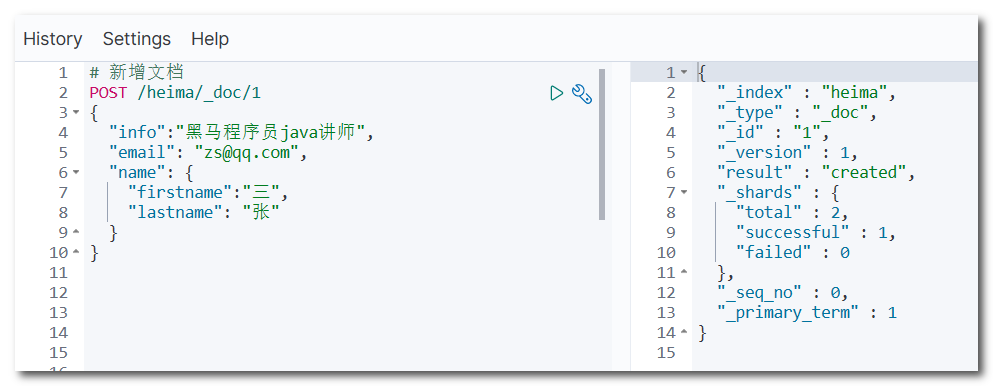 History Settings Help
1 # 新增文档
2 POST /heima/_doc/1
3 {
4 "info":"黑马程序员java讲师",
5 "email": "zs@qq.com",
6 "name": {
7 "firstname":"三",
8 "lastname": "张"
9 }
10 }
11
12
13
14
15
16
1 {
2 "_index" : "heima",
3 "_type" : "_doc",
4 "_id" : "1",
5 "_version" : 1,
6 "result" : "created",
7 "_shards" : {
8 "total" : 2,
9 "successful" : 1,
10 "failed" : 0
11 },
12 "_seq_no" : 0,
13 "_primary_term" : 1
14 }
15